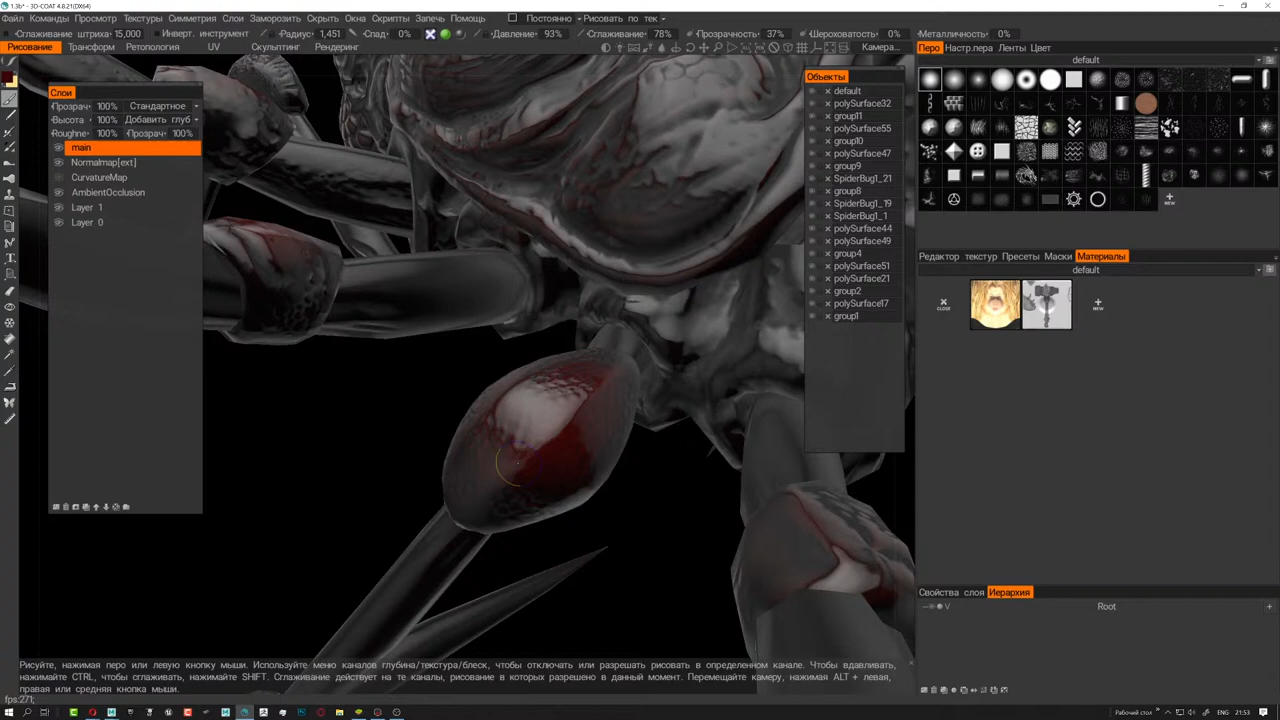 1.3b* - 3D-COAT 4.8.21(DX64)
Файл Команды Просмотр Текстуры Симметрия Слои Заморозить Скрыть Окна Скрипты Запечь Помощь Постоянно Рисовать по тек
Сглаживание штриха 15,000 Инверт. инструмент Радиус 1,451 Спад 0% Давление 93% Сглаживание 78% Прозрачность 37% Шероховатость 0% Металличность 0%
Рисование Трансформ Ретопология UV Скульптинг Рендеринг Камера... Перо Настр.пера Ленты Цвет
default
Слои
Прозрач 100% Стандартное
Высота 100% Добавить глуб
Roughne 100% Прозрач 100%
main
Normalmap[ext]
CurvatureMap
AmbientOcclusion
Layer 1
Layer 0
Объекты
default
polySurface32
group11
polySurface55
group10
polySurface47
group9
SpiderBug1_21
group8
SpiderBug1_19
SpiderBug1_1
polySurface44
polySurface49
group4
polySurface51
polySurface21
group2
polySurface17
group1
NEW
Редактор текстур Пресеты Маски Материалы
default
CLOSE
NEW
Свойства слоя Иерархия
V Root
Рисуйте, нажимая перо или левую кнопку мыши. Используйте меню каналов глубина/текстура/блеск, чтобы отключать или разрешать рисовать в определенном канале. Чтобы вдавливать,
нажимайте CTRL, чтобы сглаживать, нажимайте SHIFT. Сглаживание действует на те каналы, рисование в которых разрешено в данный момент. Перемещайте камеру, нажимая ALT + левая,
правая или средняя кнопка мыши.
fps:271;
Рабочий стол ENG 21:53